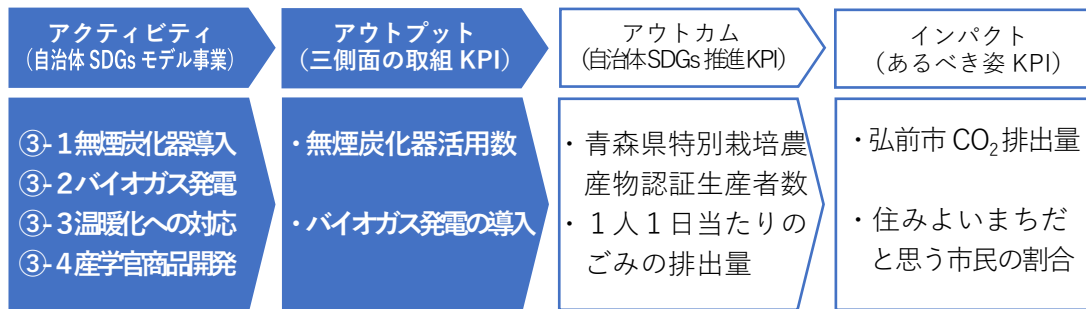 アクティビティ
（自治体 SDGs モデル事業）
アウトプット
（三側面の取組 KPI）
アウトカム
（自治体SDGs 推進KPI）
インパクト
（あるべき姿 KPI）
③-１無煙炭化器導入
③-２バイオガス発電
③-３温暖化への対応
③-４産学官商品開発
・無煙炭化器活用数
・バイオガス発電の導入
・青森県特別栽培農
産物認証生産者数
・１人１日当たりの
ごみの排出量
・弘前市 CO₂ 排出量
・住みよいまちだ
と思う市民の割合